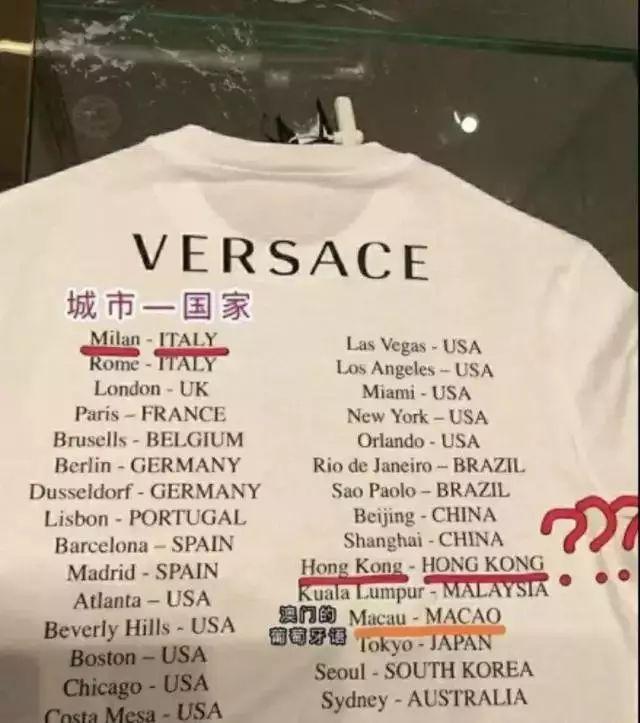 VERSACE
城市—国家
Milan - ITALY
Rome - ITALY
London - UK
Paris – FRANCE
Brusells - BELGIUM
Berlin - GERMANY
Dusseldorf - GERMANY
Lisbon - PORTUGAL
Barcelona – SPAIN
Madrid - SPAIN
Atlanta – USA
Beverly Hills - USA
Boston – USA
Chicago - USA
Costa Mesa - USA
Las Vegas - USA
Los Angeles – USA
Miami - USA
New York – USA
Orlando - USA
Rio de Janeiro – BRAZIL
Sao Paolo – BRAZIL
Beijing - CHINA
Shanghai - CHINA
Hong Kong - HONG KONG
???
Kuala Lumpur - MALAYSIA
澳门的
葡萄牙语
Macau - MACAO
Tokyo - JAPAN
Seoul - SOUTH KOREA
Sydney - AUSTRALIA